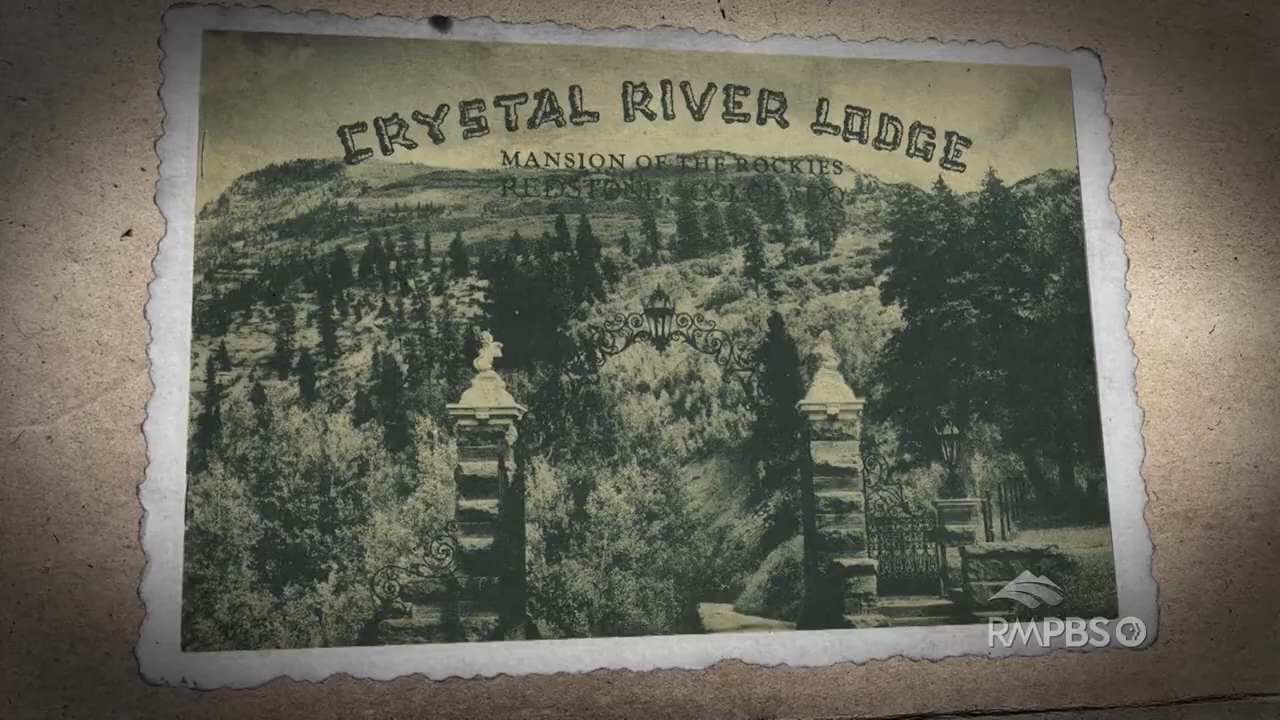 CRYSTAL RIVER LODGE
MANSION OF THE ROCKIES
REDSTONE, COLORADO
RMPBS